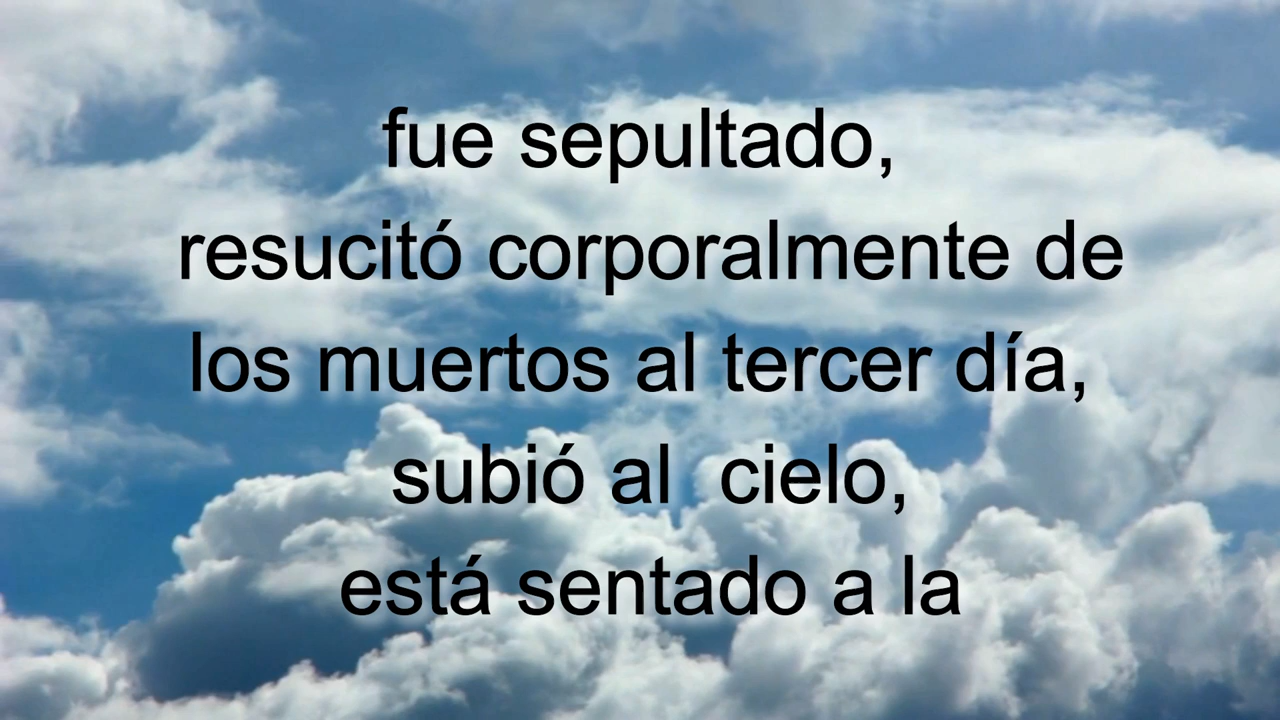 fue sepultado,
resucitó corporalmente de
los muertos al tercer día,
subió al  cielo,
está sentado a la